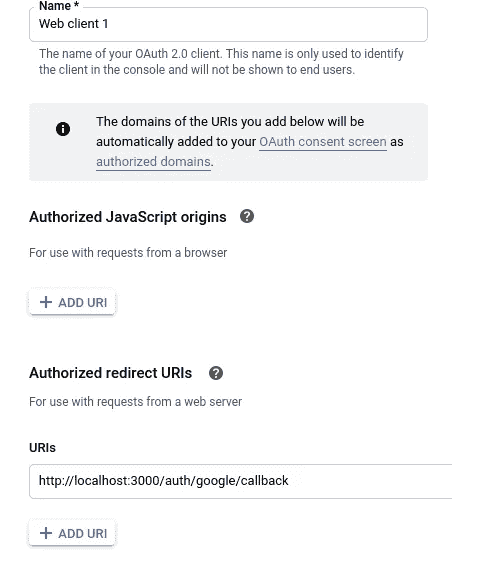 Name *
Web client 1
The name of your OAuth 2.0 client. This name is only used to identify
the client in the console and will not be shown to end users.
The domains of the URIs you add below will be
automatically added to your OAuth consent screen as
authorized domains.
Authorized JavaScript origins
For use with requests from a browser
+ ADD URI
Authorized redirect URIs
For use with requests from a web server
URIs
http://localhost:3000/auth/google/callback
+ ADD URI